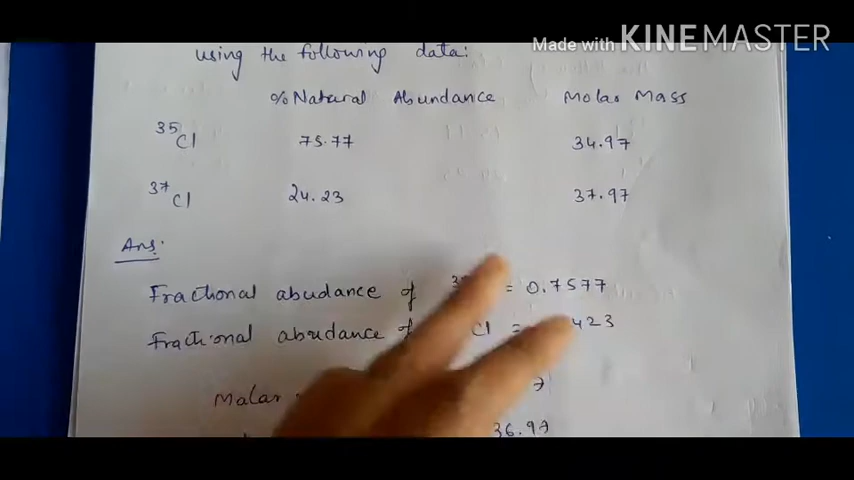 Made with KINEMASTER
using the following data:
% Natural Abundance Molar Mass
35Cl 75.77 34.97
37Cl 24.23 37.97
Ans:
Fractional abudance of = 0.7577
Fractional abudance of Cl = 423
Molar
36.97